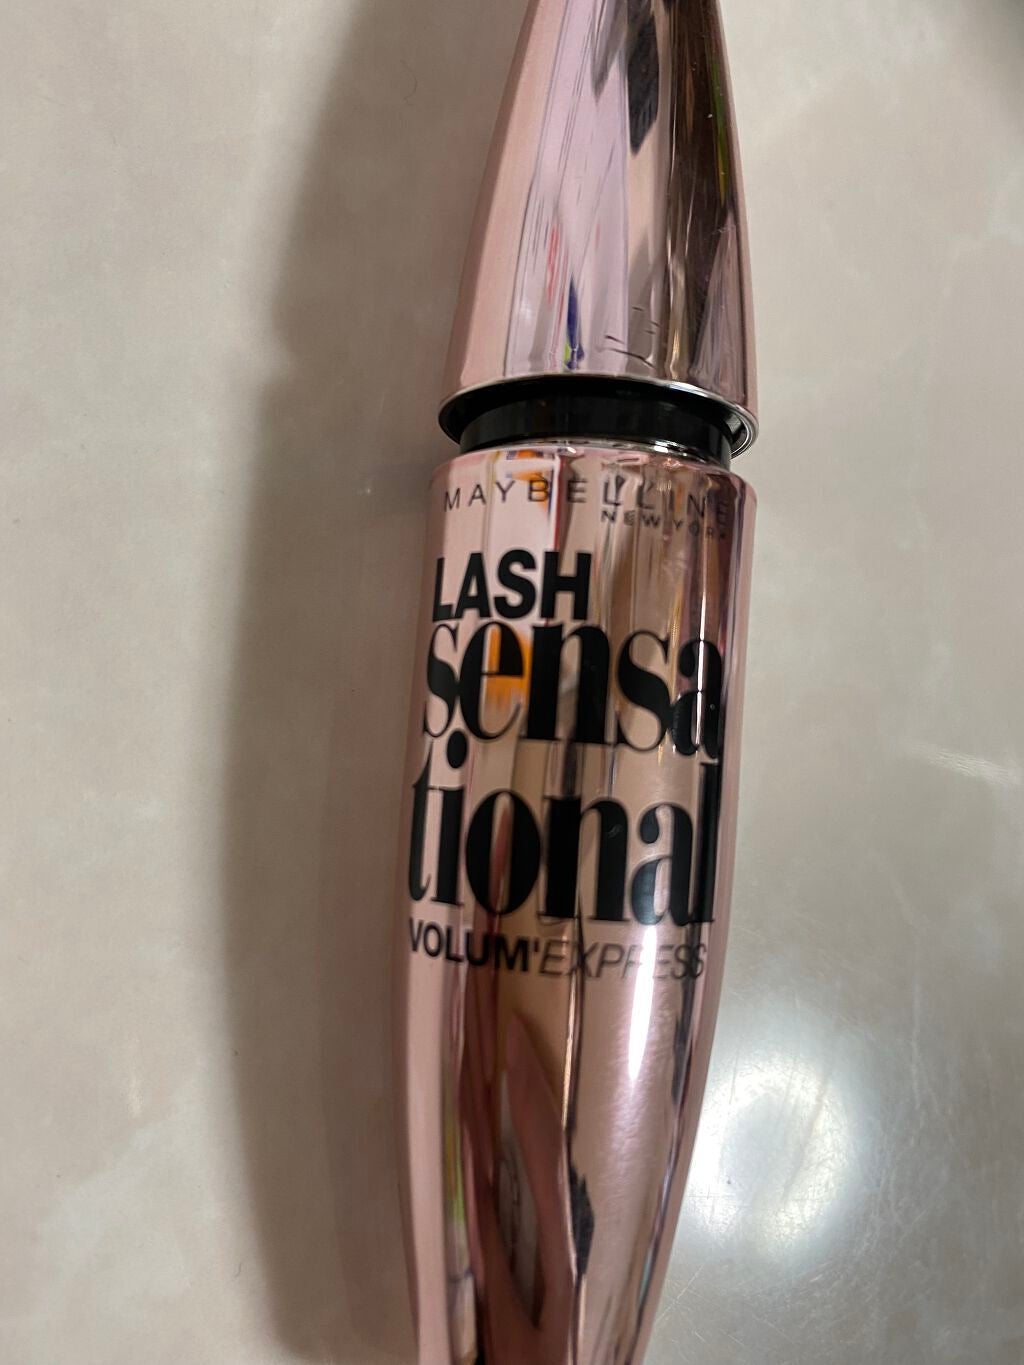 MAYBELLINE
NEW YORK
LASH
sensa
tional
VOLUM'EXPRESS